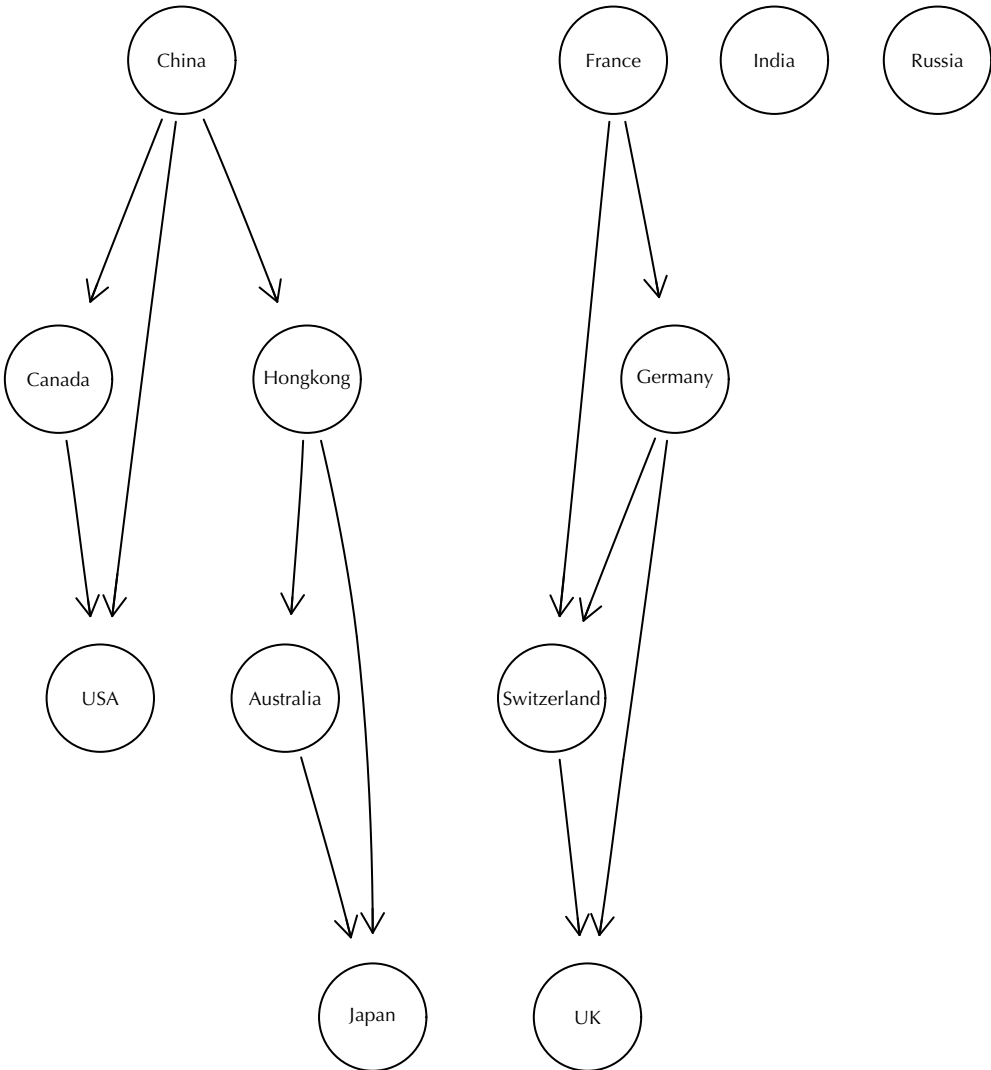 China
France
India
Russia
Canada
Hongkong
Germany
USA
Australia
Switzerland
Japan
UK